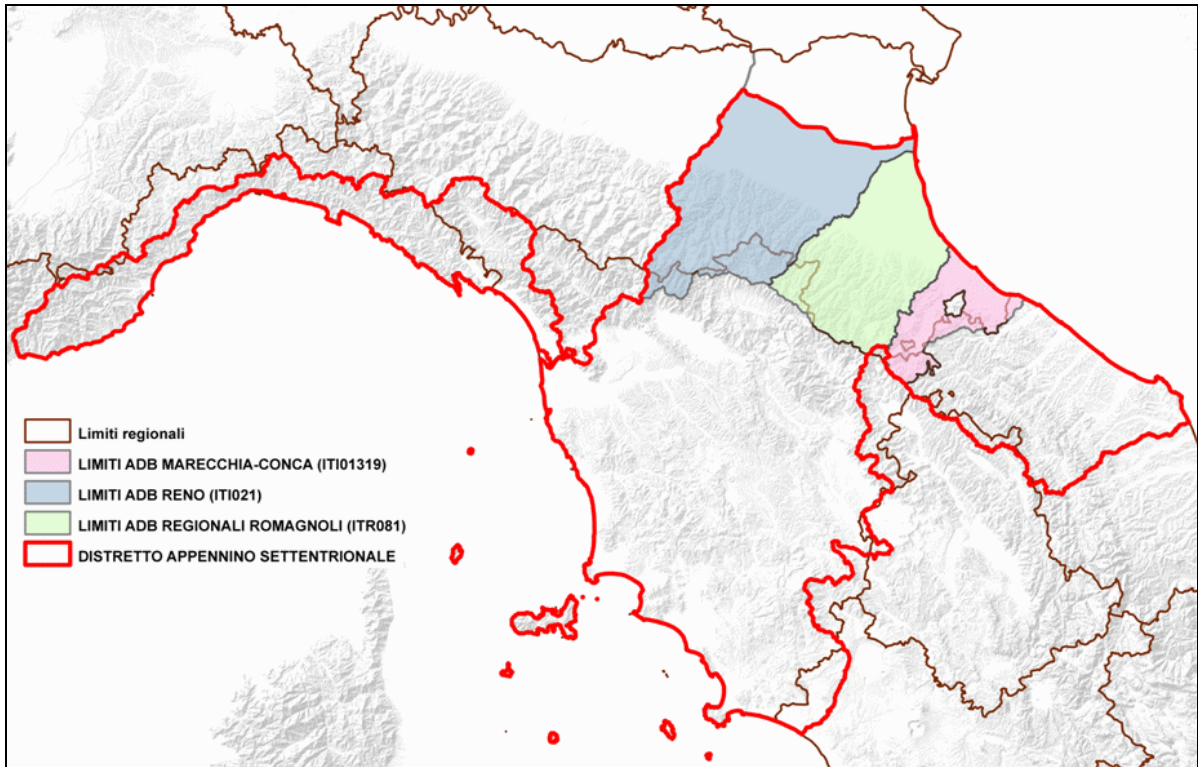 Limiti regionali
LIMITI ADB MARECCHIA-CONCA (ITI01319)
LIMITI ADB RENO (ITI021)
LIMITI ADB REGIONALI ROMAGNOLI (ITR081)
DISTRETTO APPENNINO SETTENTRIONALE